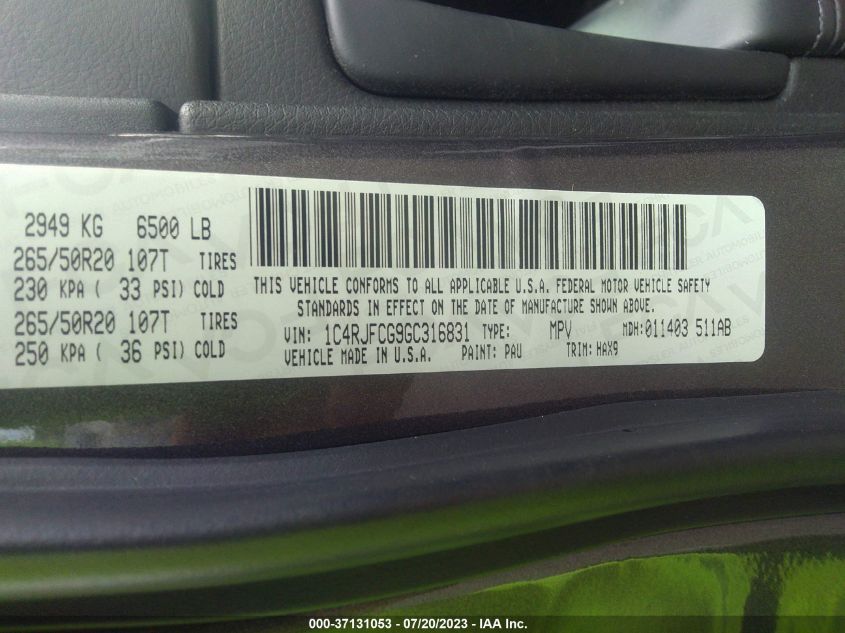 2949 KG 6500 LB
265/50R20 107T TIRES
230 KPA ( 33 PSI) COLD
265/50R20 107T TIRES
250 KPA ( 36 PSI) COLD
THIS VEHICLE CONFORMS TO ALL APPLICABLE U.S.A. FEDERAL MOTOR VEHICLE SAFETY
STANDARDS IN EFFECT ON THE DATE OF MANUFACTURE SHOWN ABOVE.
VIN: 1C4RJFCG9GC316831 TYPE: MPV MDH:011403 511AB
VEHICLE MADE IN U.S.A. PAINT: PAU TRIM: HAX9
000-37131053 - 07/20/2023 - IAA Inc.